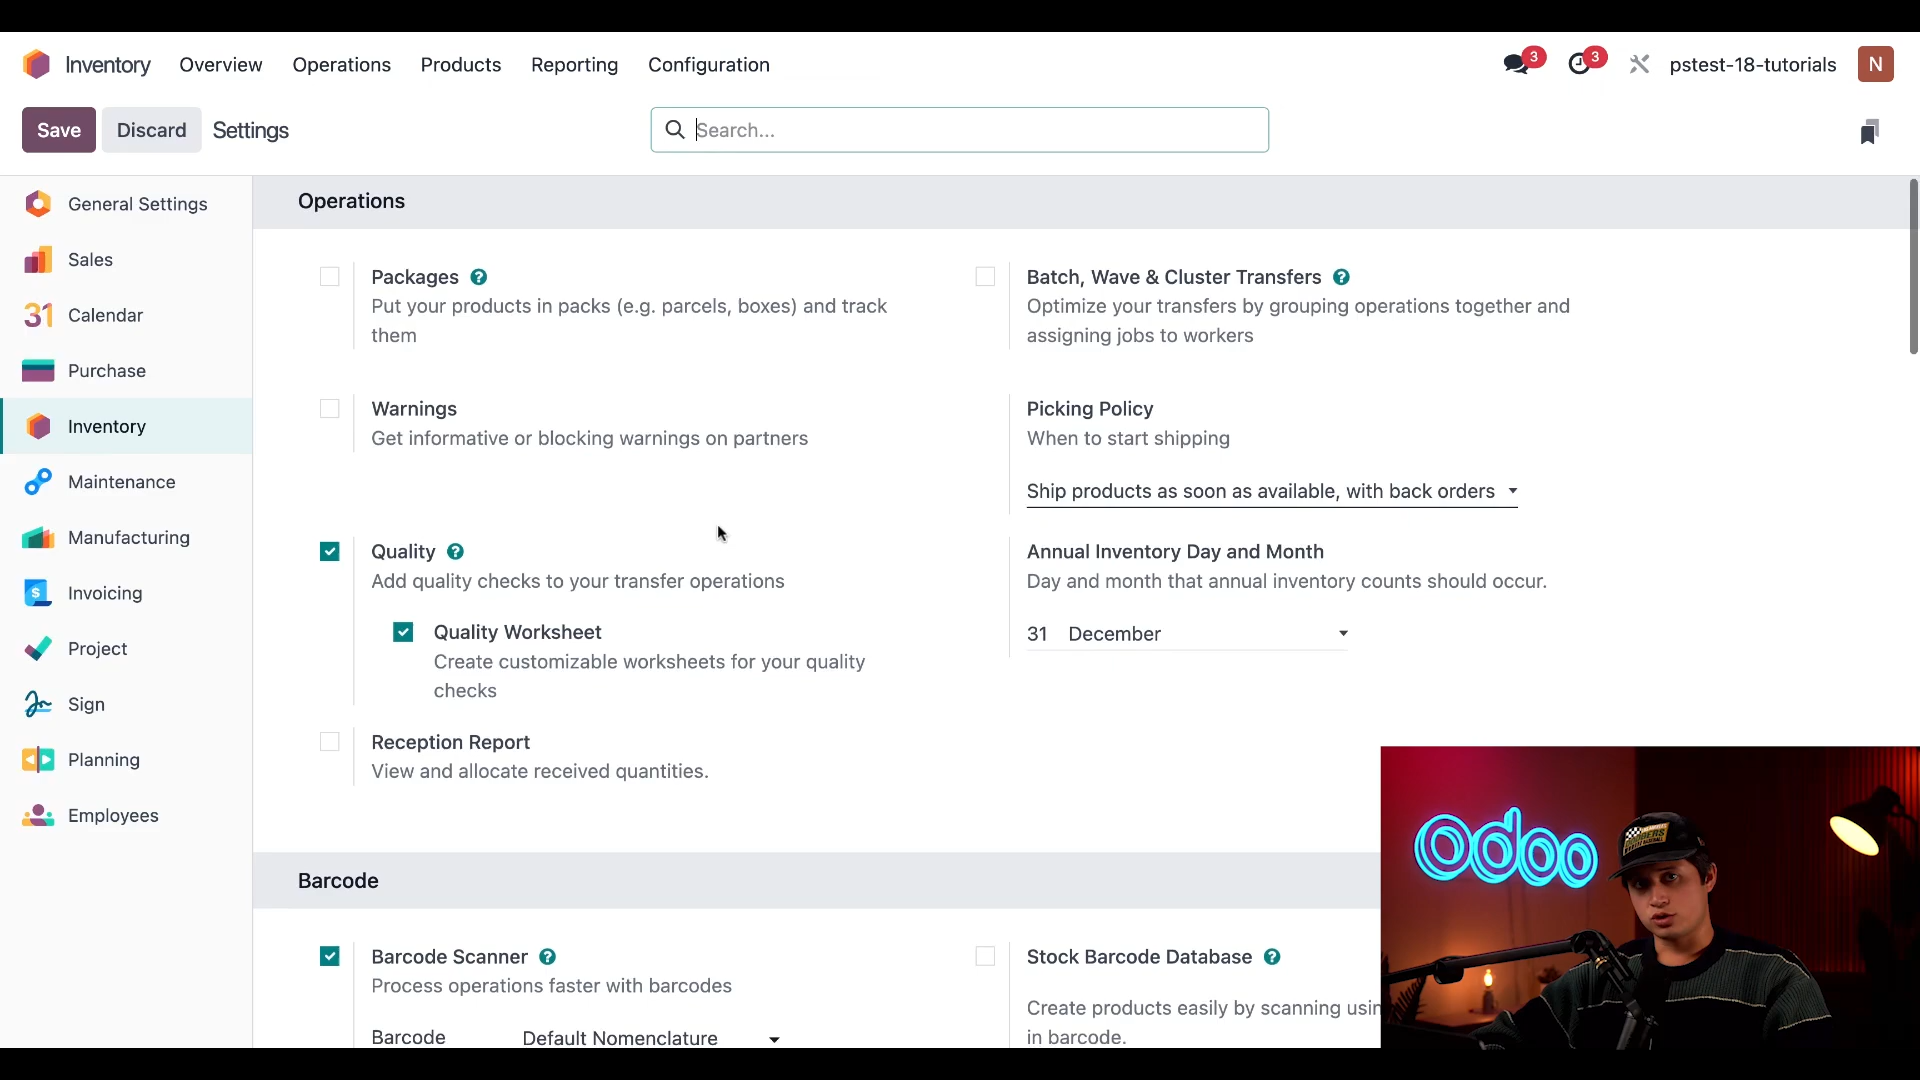 Inventory Overview Operations Products Reporting Configuration 3 3 pstest-18-tutorials N
Save Discard Settings Search...
General Settings
Sales
31 Calendar
Purchase
Inventory
Maintenance
Manufacturing
$ Invoicing
Project
Sign
Planning
Employees
Operations
Packages ?
Put your products in packs (e.g. parcels, boxes) and track
them
Batch, Wave & Cluster Transfers ?
Optimize your transfers by grouping operations together and
assigning jobs to workers
Warnings
Get informative or blocking warnings on partners
Picking Policy
When to start shipping
Ship products as soon as available, with back orders
Quality ?
Add quality checks to your transfer operations
Quality Worksheet
Create customizable worksheets for your quality
checks
Annual Inventory Day and Month
Day and month that annual inventory counts should occur.
31 December
Reception Report
View and allocate received quantities.
Barcode
Barcode Scanner ?
Process operations faster with barcodes
Barcode Default Nomenclature
Stock Barcode Database ?
Create products easily by scanning usin
in barcode.
odoo